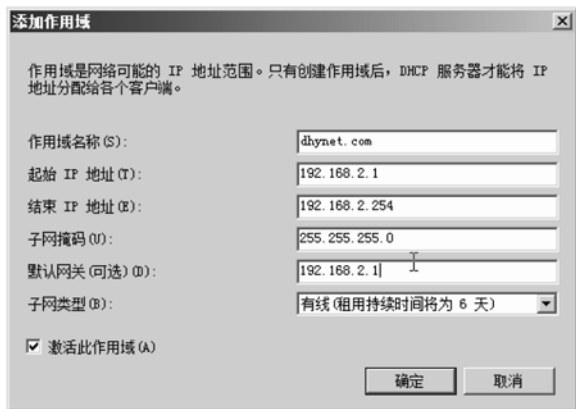 添加作用域
作用域是网络可能的 IP 地址范围。只有创建作用域后，DHCP 服务器才能将 IP
地址分配给各个客户端。
作用域名称(S): dhynet.com
起始 IP 地址(T): 192.168.2.1
结束 IP 地址(E): 192.168.2.254
子网掩码(U): 255.255.255.0
默认网关(可选)(D): 192.168.2.1
子网类型(B): 有线(租用持续时间将为 6 天)
激活此作用域(A)
确定 取消